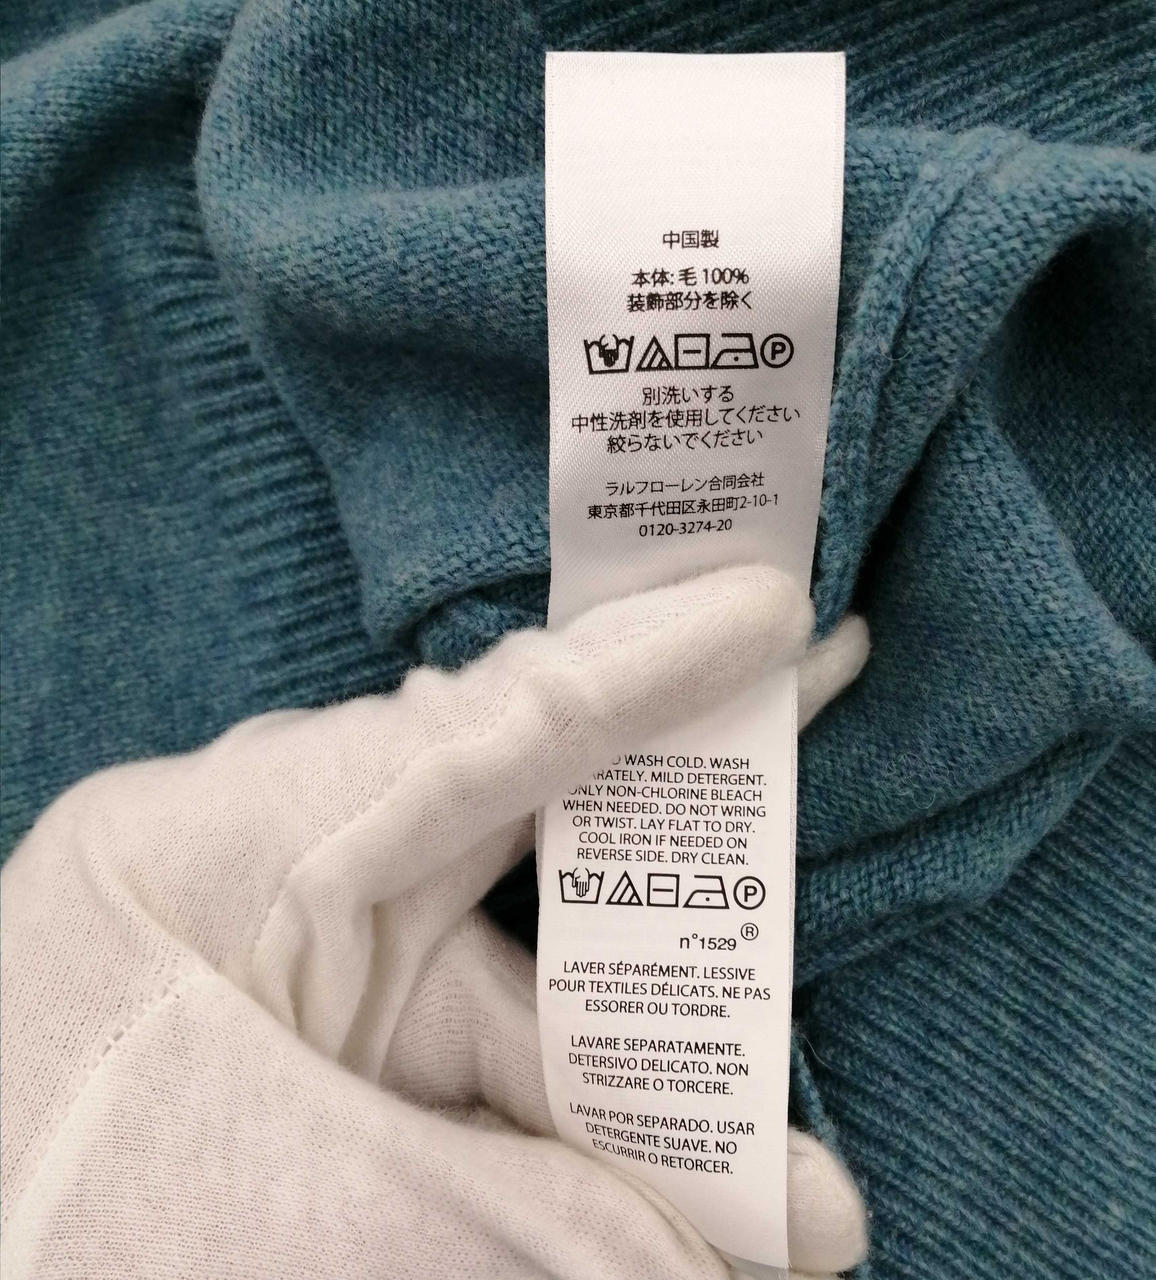 中国製
本体: 毛 100%
装飾部分を除く
P
別洗いする
中性洗剤を使用してください
絞らないでください
ラルフローレン合同会社
東京都千代田区永田町2-10-1
0120-3274-20
WASH COLD. WASH
MILD DETERGENT.
ONLY NON-CHLORINE BLEACH
WHEN NEEDED. DO NOT WRING
OR TWIST. LAY FLAT TO DRY.
COOL IRON IF NEEDED ON
REVERSE SIDE. DRY CLEAN.
P
n°1529 ®
LAVER SÉPARÉMENT. LESSIVE
POUR TEXTILES DÉLICATS. NE PAS
ESSORER OU TORDRE.
LAVARE SEPARATAMENTE.
DETERSIVO DELICATO. NON
STRIZZARE O TORCERE.
LAVAR POR SEPARADO. USAR
DETERGENTE SUAVE. NO
ESCURRIR O RETORCER.